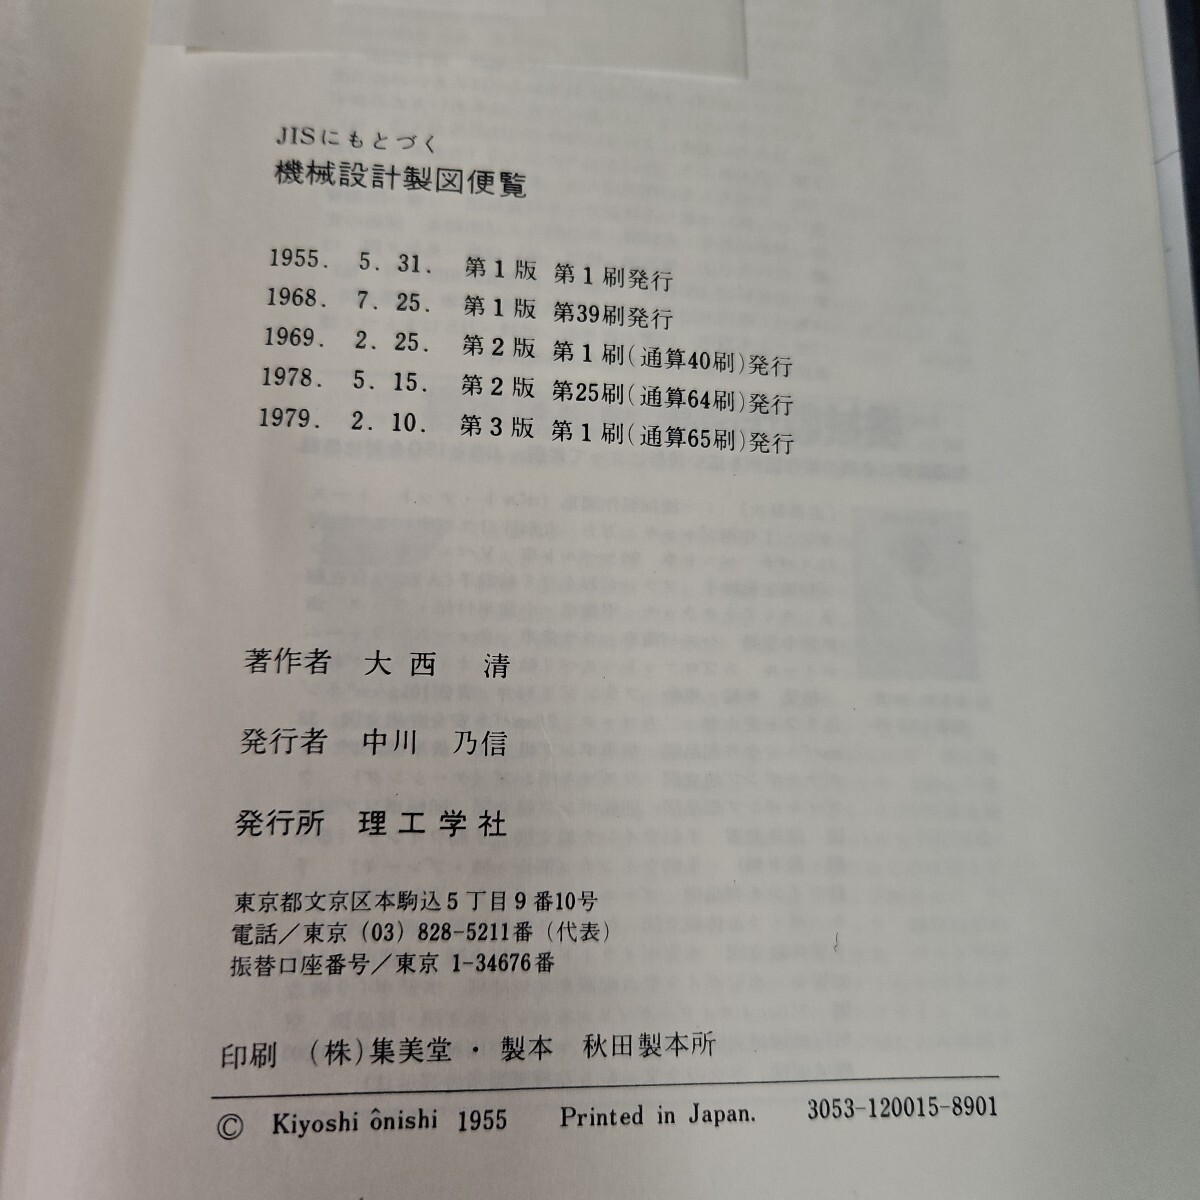 JISにもとづく
機械設計製図便覧
1955. 5. 31. 第1版 第1刷発行
1968. 7. 25. 第1版 第39刷発行
1969. 2. 25. 第2版 第1刷(通算40刷)発行
1978. 5. 15. 第2版 第25刷(通算64刷)発行
1979. 2. 10. 第3版 第1刷(通算65刷)発行
著作者 大西 清
発行者 中川 乃信
発行所 理工学社
東京都文京区本駒込5丁目9番10号
電話／東京 (03) 828-5211番 (代表)
振替口座番号／東京 1-34676番
印刷 (株)集美堂・製本 秋田製本所
© Kiyoshi ônishi 1955 Printed in Japan. 3053-120015-8901